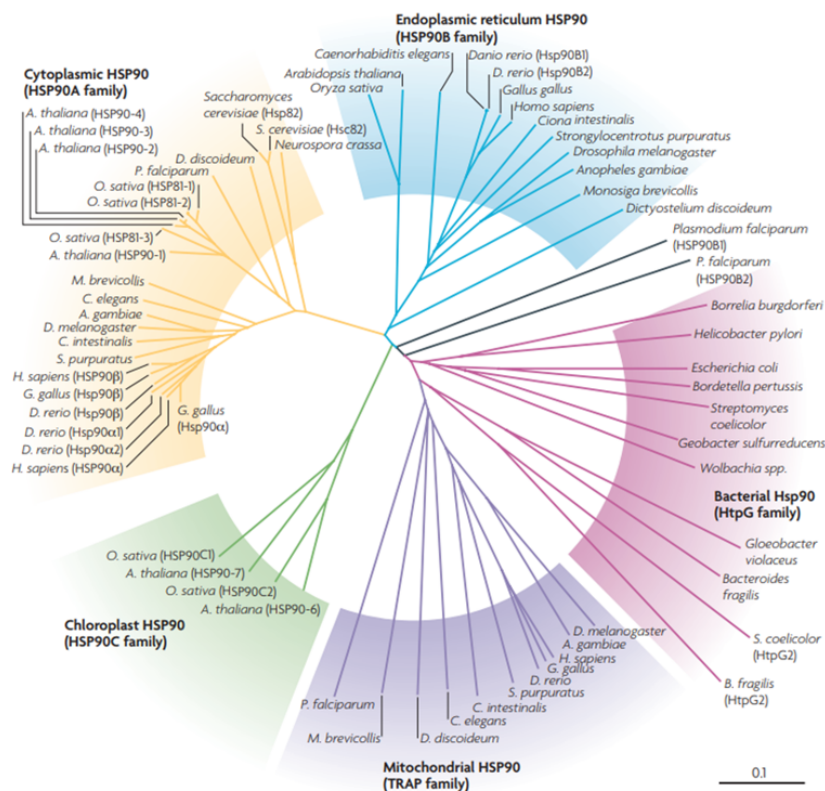 Endoplasmic reticulum HSP90
(HSP90B family)
Caenorhabditis elegans
Danio rerio (Hsp90B1)
D. rerio (Hsp90B2)
Arabidopsis thaliana
Oryza sativa
Gallus gallus
Homo sapiens
Ciona intestinalis
Strongylocentrotus purpuratus
Drosophila melanogaster
Anopheles gambiae
Monosiga brevicollis
Dictyostelium discoideum
Plasmodium falciparum
(HSP90B1)
P. falciparum
(HSP90B2)
Cytoplasmic HSP90
(HSP90A family)
A. thaliana (HSP90-4)
A. thaliana (HSP90-3)
A. thaliana (HSP90-2)
Saccharomyces
cerevisiae (Hsp82)
S. cerevisiae (Hsc82)
Neurospora crassa
D. discoideum
P. falciparum
O. sativa (HSP81-1)
O. sativa (HSP81-2)
O. sativa (HSP81-3)
A. thaliana (HSP90-1)
M. brevicollis
C. elegans
A. gambiae
D. melanogaster
C. intestinalis
S. purpuratus
H. sapiens (HSP90β)
G. gallus (Hsp90β)
D. rerio (Hsp90β)
D. rerio (Hsp90α1)
D. rerio (Hsp90α2)
H. sapiens (HSP90α)
G. gallus
(Hsp90α)
Borrelia burgdorferi
Helicobacter pylori
Escherichia coli
Bordetella pertussis
Streptomyces
coelicolor
Geobacter sulfurreducens
Wolbachia spp.
Bacterial Hsp90
(HtpG family)
Gloeobacter
violaceus
Bacteroides
fragilis
S. coelicolor
(HtpG2)
B. fragilis
(HtpG2)
O. sativa (HSP90C1)
A. thaliana (HSP90-7)
O. sativa (HSP90C2)
A. thaliana (HSP90-6)
Chloroplast HSP90
(HSP90C family)
D. melanogaster
A. gambiae
H. sapiens
G. gallus
D. rerio
S. purpuratus
C. intestinalis
C. elegans
D. discoideum
M. brevicollis
P. falciparum
Mitochondrial HSP90
(TRAP family)
0.1